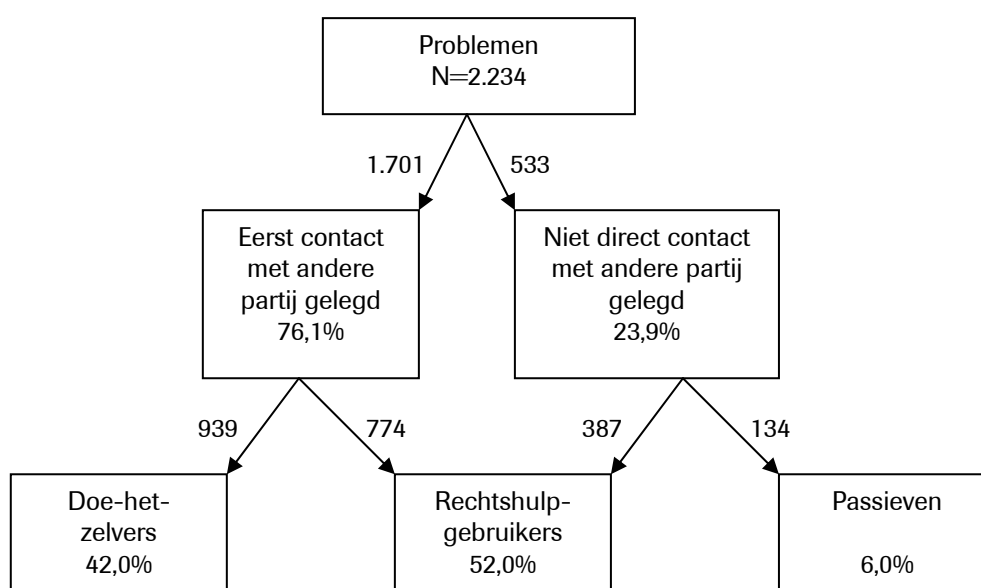 Problemen
N=2.234
1.701
533
Eerst contact
met andere
partij gelegd
76,1%
Niet direct contact
met andere partij
gelegd
23,9%
939
774
387
134
Doe-het-
zelvers
42,0%
Rechtshulp-
gebruikers
52,0%
Passieven
6,0%